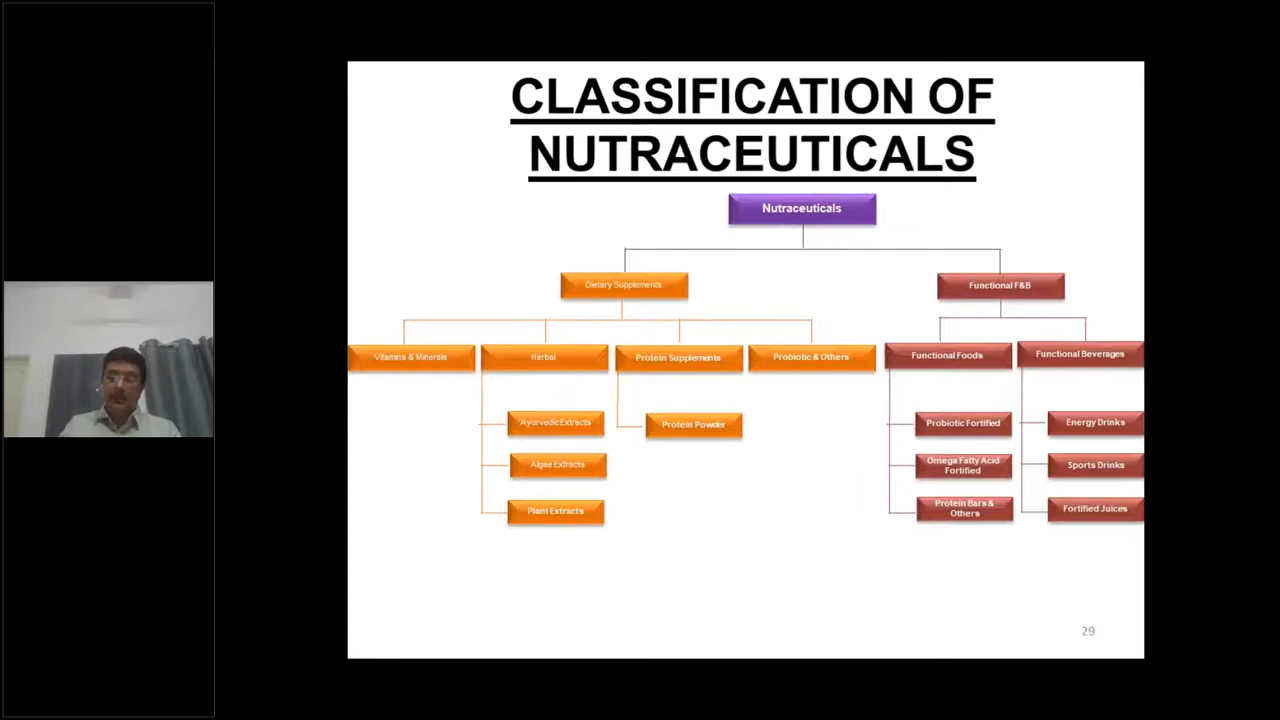 CLASSIFICATION OF
NUTRACEUTICALS
Nutraceuticals
Dietary Supplements
Functional F&B
Vitamins & Minerals
Herbal
Protein Supplements
Probiotic & Others
Functional Foods
Functional Beverages
Ayurvedic Extracts
Protein Powder
Probiotic Fortified
Energy Drinks
Algae Extracts
Omega Fatty Acid
Fortified
Sports Drinks
Plant Extracts
Protein Bars &
Others
Fortified Juices
29